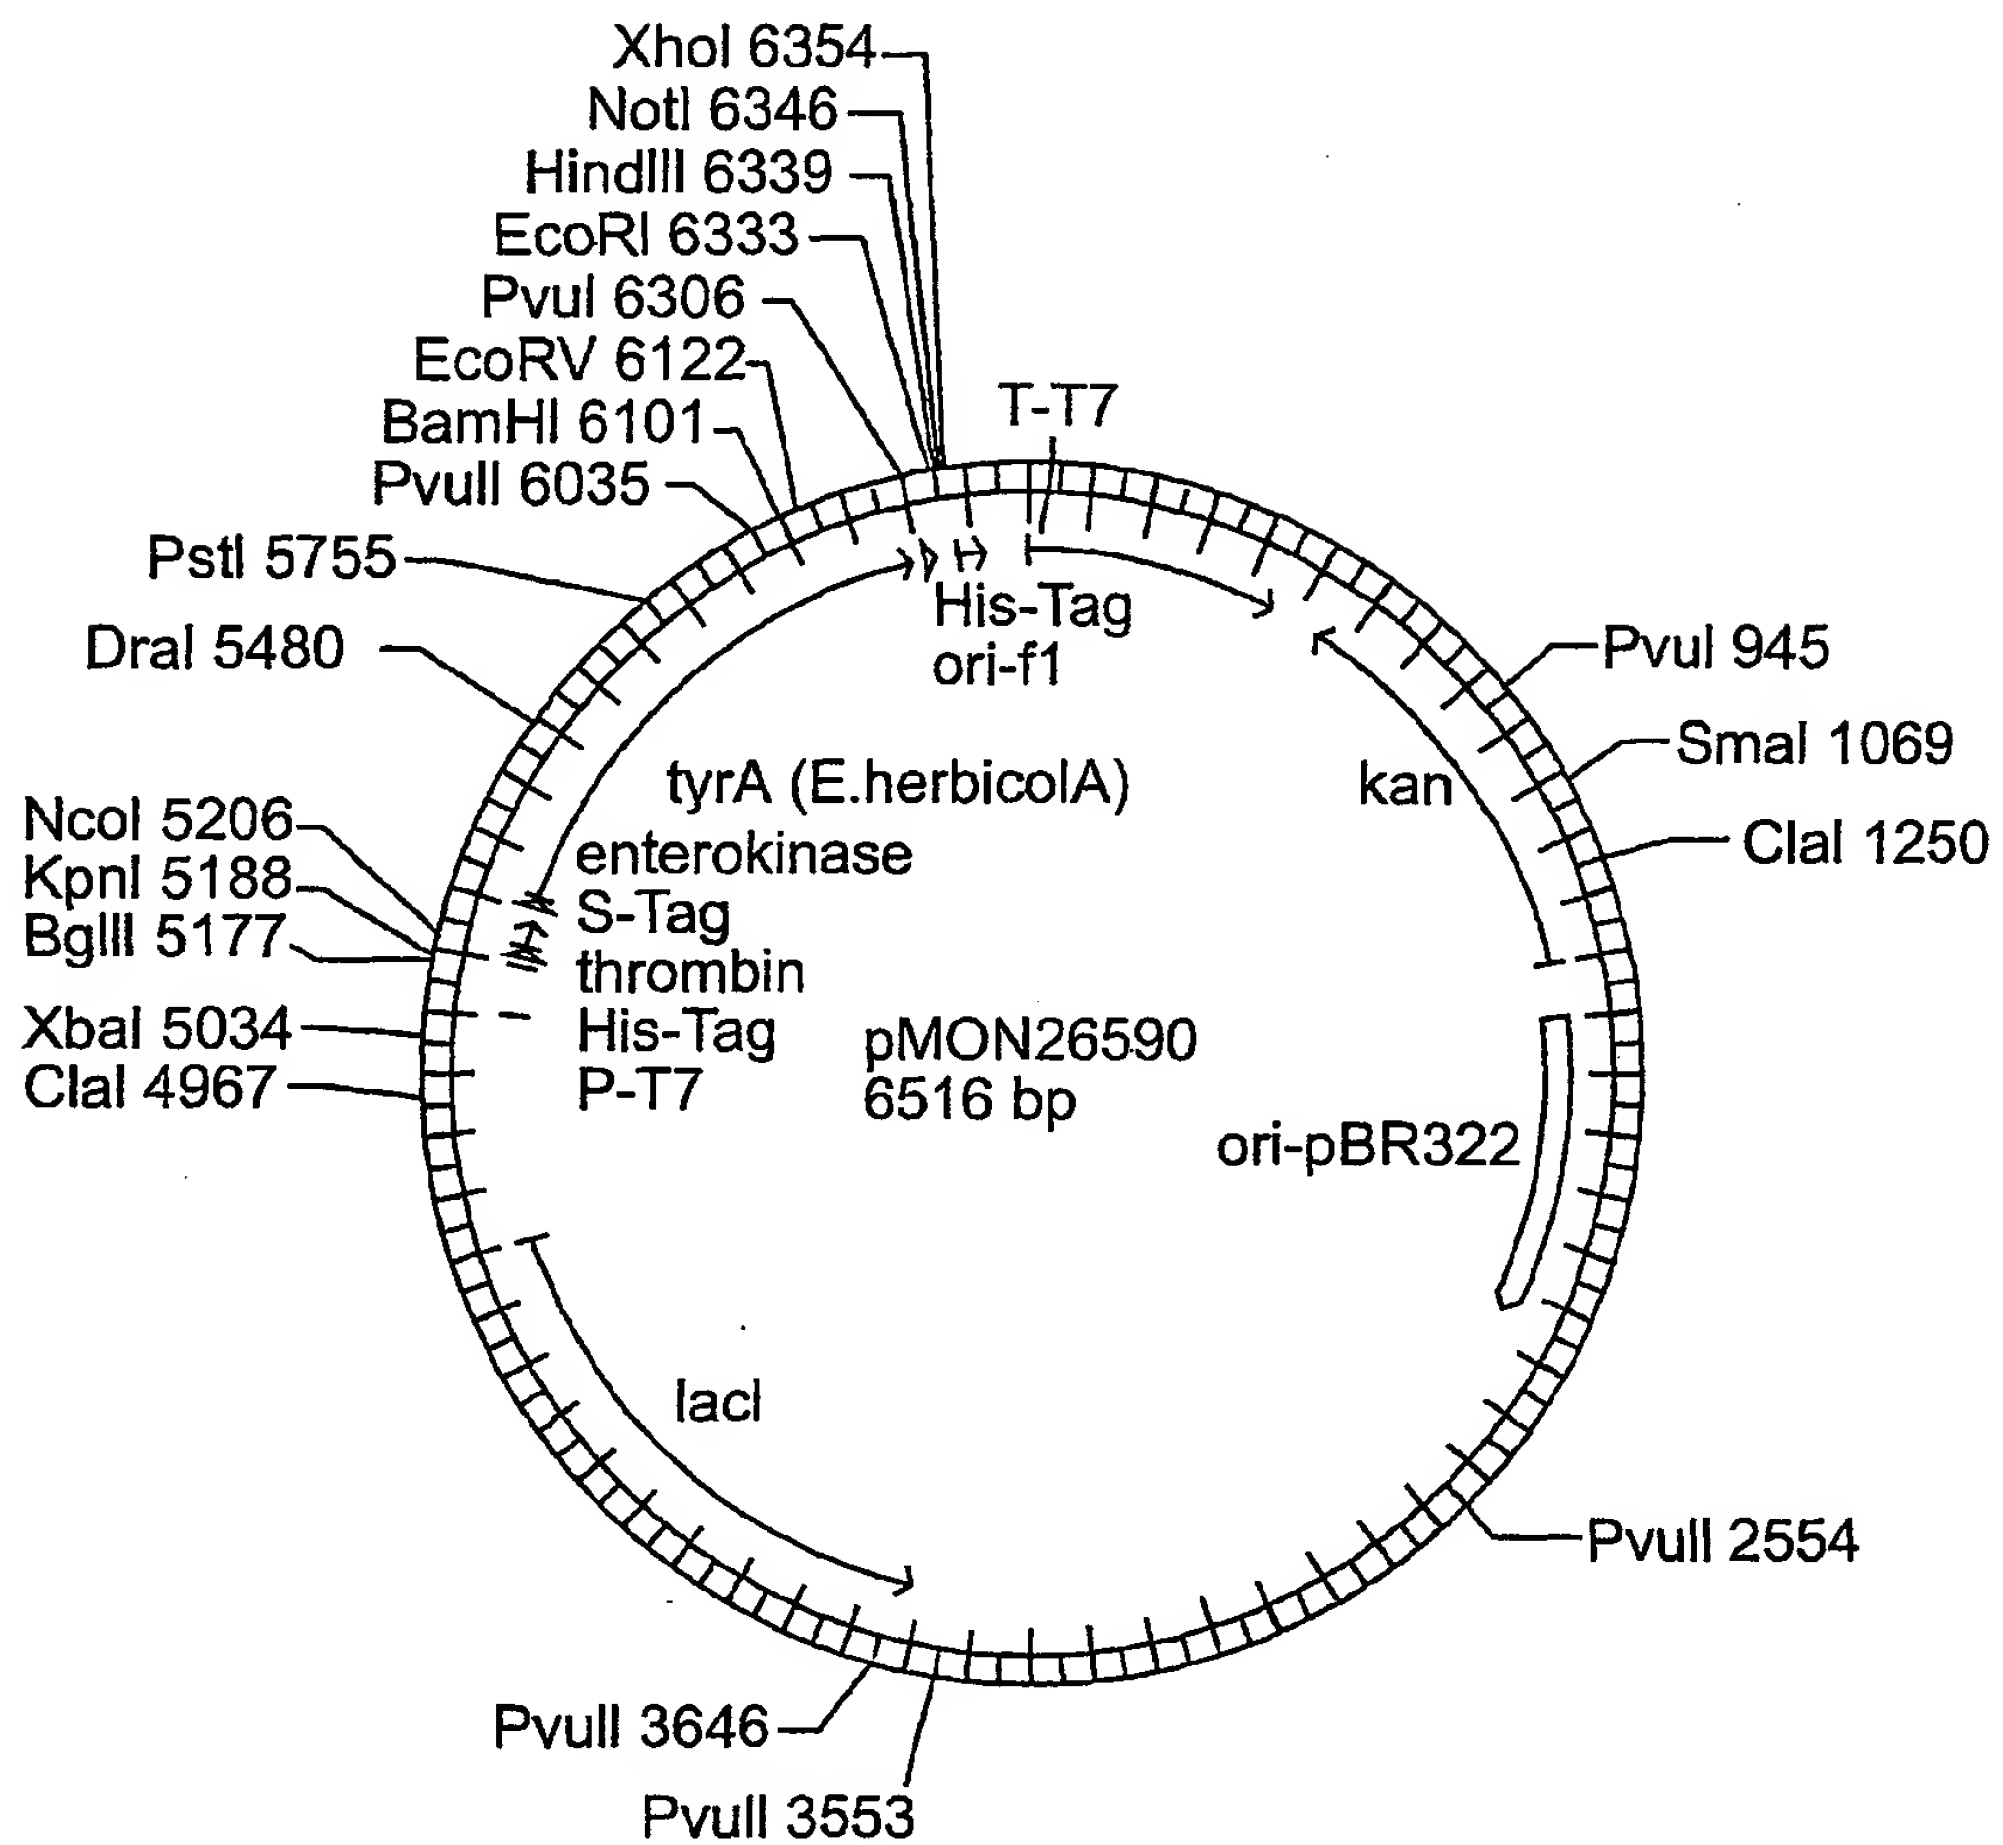 XhoI 6354
NotI 6346
HindIII 6339
EcoRI 6333
PvuI 6306
EcoRV 6122
BamHI 6101
PvuII 6035
PstI 5755
DraI 5480
NcoI 5206
KpnI 5188
BglII 5177
XbaI 5034
ClaI 4967
T-T7
His-Tag
ori-f1
PvuI 945
SmaI 1069
ClaI 1250
kan
tyrA (E.herbicolA)
enterokinase
S-Tag
thrombin
His-Tag
P-T7
pMON26590
6516 bp
ori-pBR322
lacI
PvuII 2554
PvuII 3646
PvuII 3553